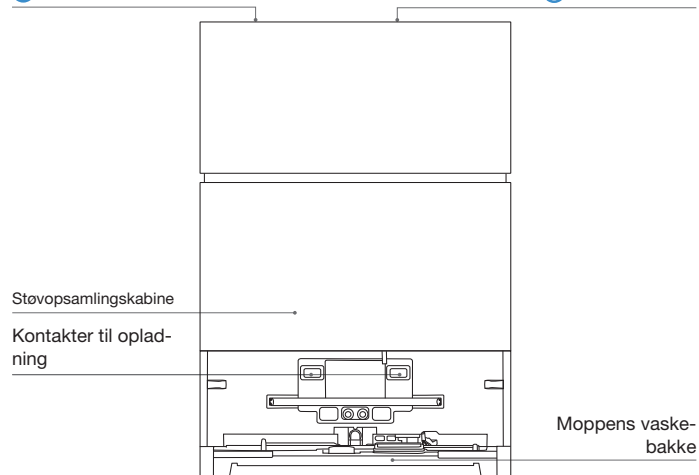 Støvopsamlingskabine
Kontakter til oplad-
ning
Moppens vaske-
bakke